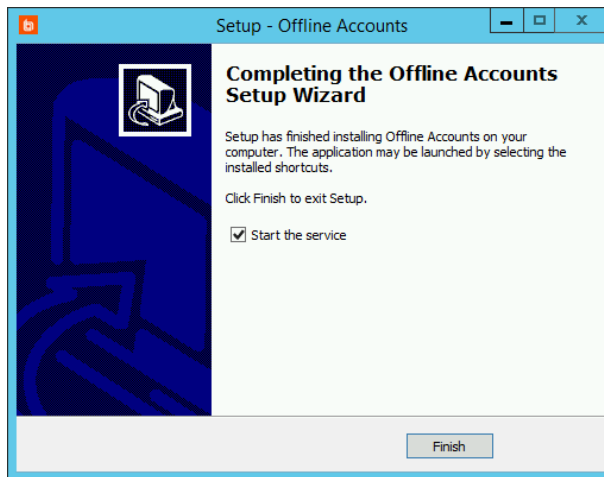 Setup - Offline Accounts
Completing the Offline Accounts
Setup Wizard
Setup has finished installing Offline Accounts on your
computer. The application may be launched by selecting the
installed shortcuts.
Click Finish to exit Setup.
Start the service
Finish